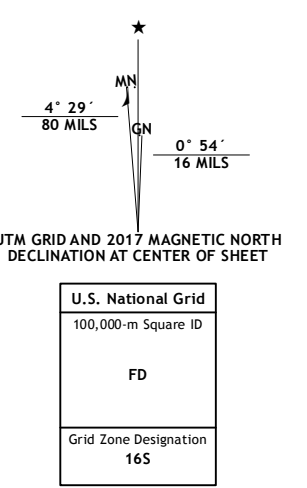 MN
GN
4° 29´
80 MILS
0° 54´
16 MILS
UTM GRID AND 2017 MAGNETIC NORTH
DECLINATION AT CENTER OF SHEET
U.S. National Grid
100,000-m Square ID
FD
Grid Zone Designation
16S